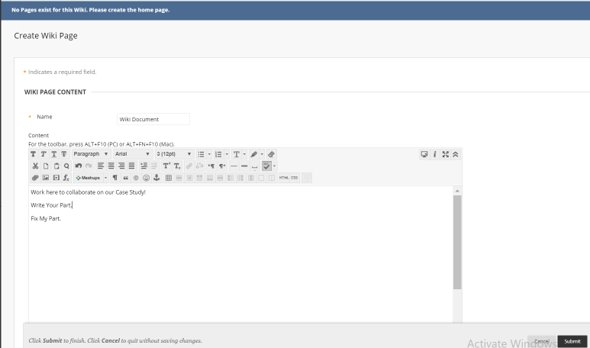 No Pages exist for this Wiki. Please create the home page.
Create Wiki Page
* Indicates a required field.
WIKI PAGE CONTENT
* Name Wiki Document
Content
For the toolbar, press ALT+F10 (PC) or ALT+FN+F10 (Mac).
T T T T Paragraph Arial 3 (12pt) T
Mashups HTML CSS
Work here to collaborate on our Case Study!
Write Your Part,
Fix My Part.
Click Submit to finish. Click Cancel to quit without saving changes.
Activate Windows
Cancel Submit